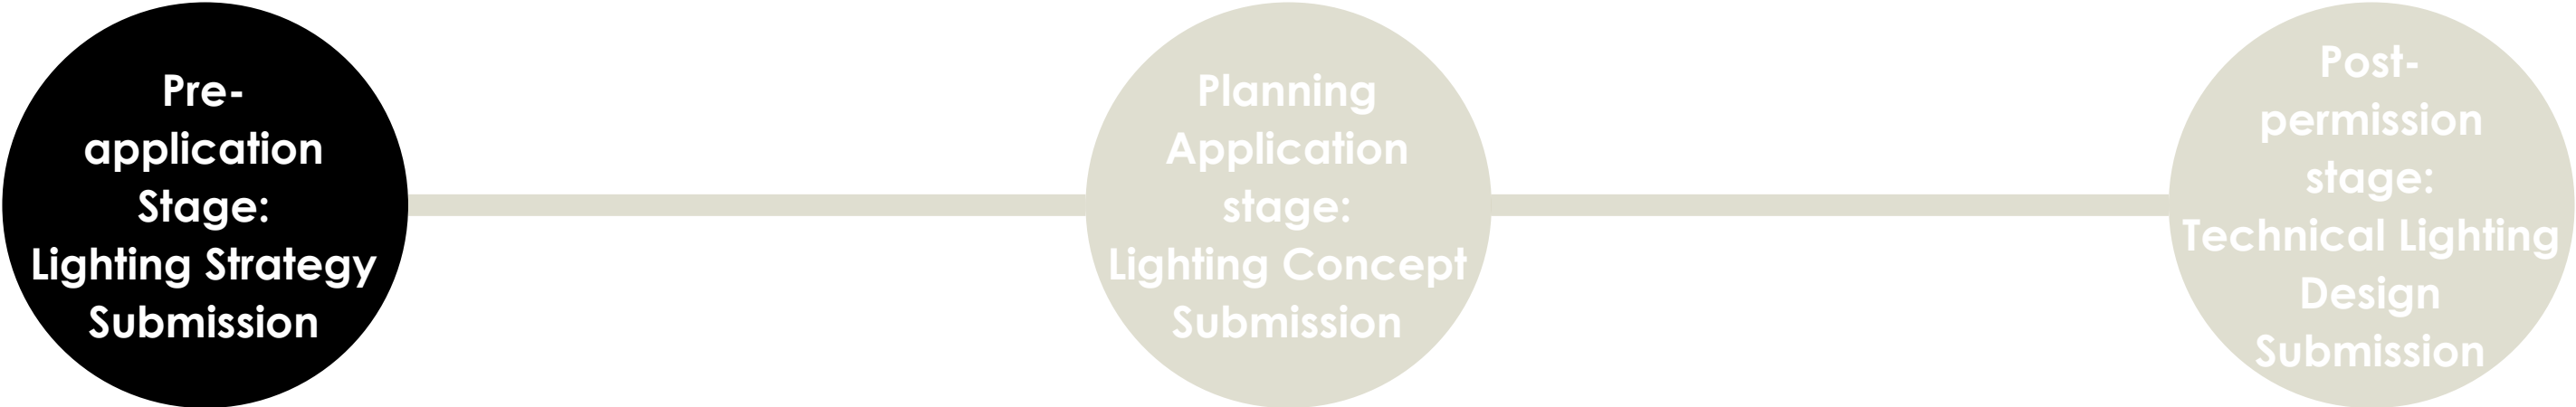 Pre-
application
Stage:
Lighting Strategy
Submission
Planning
Application
stage:
Lighting Concept
Submission
Post-
permission
stage:
Technical Lighting
Design
Submission